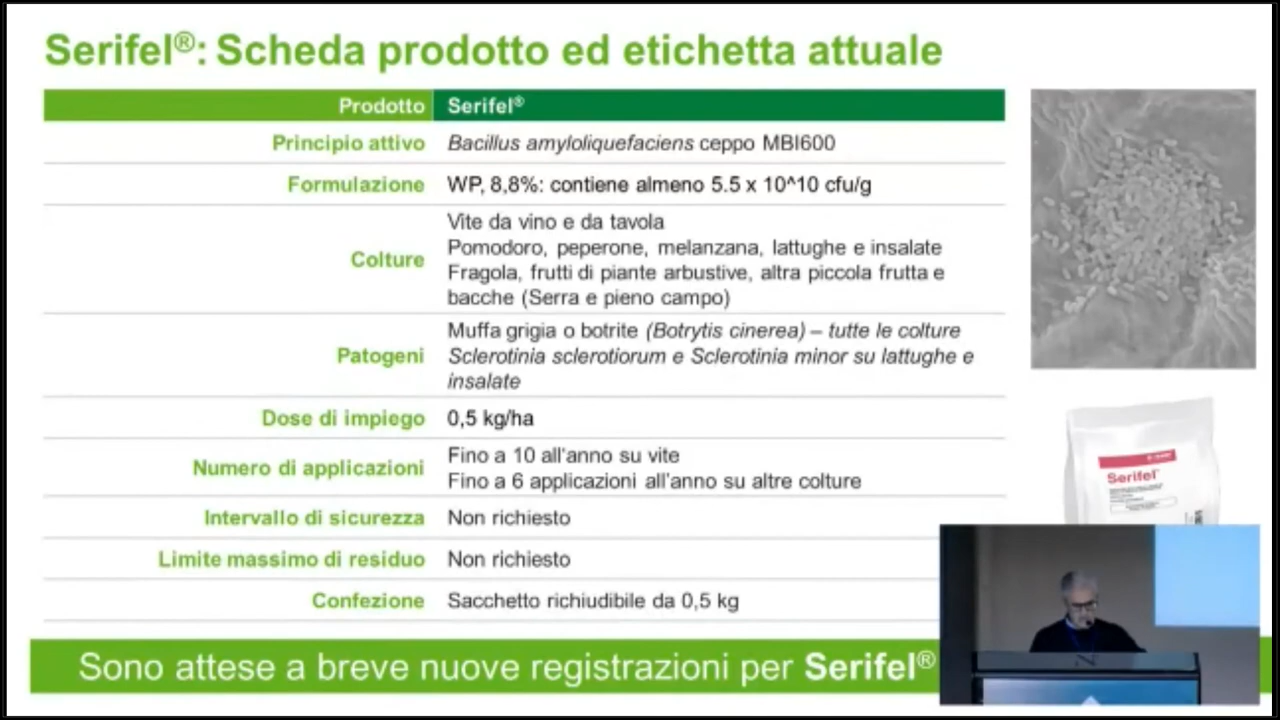 Serifel®: Scheda prodotto ed etichetta attuale
Prodotto Serifel®
Principio attivo Bacillus amyloliquefaciens ceppo MBI600
Formulazione WP, 8,8%: contiene almeno 5.5 x 10^10 cfu/g
Colture Vite da vino e da tavola
Pomodoro, peperone, melanzana, lattughe e insalate
Fragola, frutti di piante arbustive, altra piccola frutta e
bacche (Serra e pieno campo)
Patogeni Muffa grigia o botrite (Botrytis cinerea) – tutte le colture
Sclerotinia sclerotiorum e Sclerotinia minor su lattughe e
insalate
Dose di impiego 0,5 kg/ha
Numero di applicazioni Fino a 10 all'anno su vite
Fino a 6 applicazioni all'anno su altre colture
Intervallo di sicurezza Non richiesto
Limite massimo di residuo Non richiesto
Confezione Sacchetto richiudibile da 0,5 kg
Serifel
Sono attese a breve nuove registrazioni per Serifel®